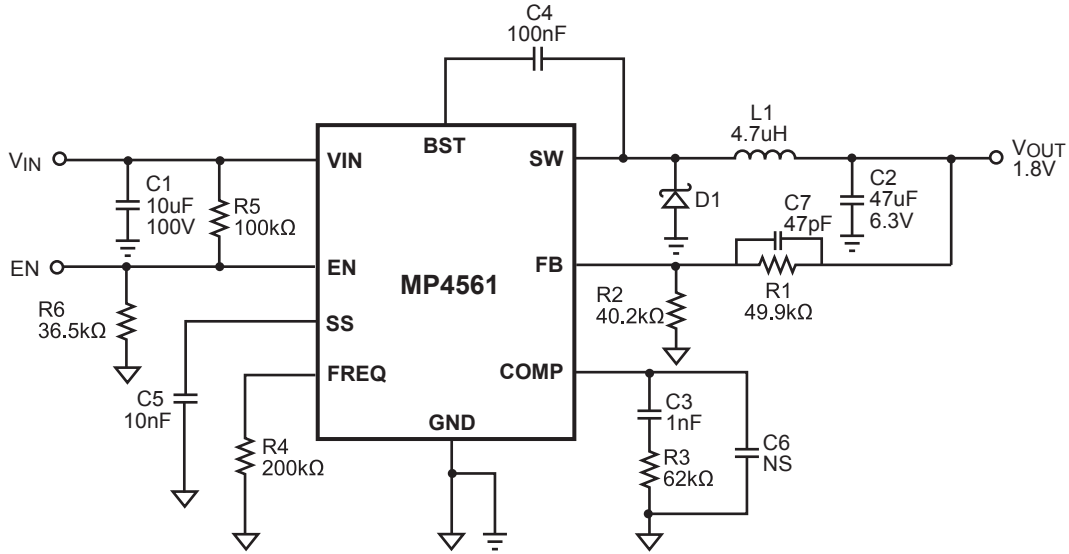 C4
100nF
L1
4.7uH
VIN
VIN
BST
SW
VOUT
1.8V
C1
10uF
100V
R5
100kΩ
D1
C7
47pF
C2
47uF
6.3V
EN
EN
MP4561
FB
R1
49.9kΩ
R2
40.2kΩ
R6
36.5kΩ
SS
FREQ
COMP
C5
10nF
GND
C3
1nF
R4
200kΩ
R3
62kΩ
C6
NS